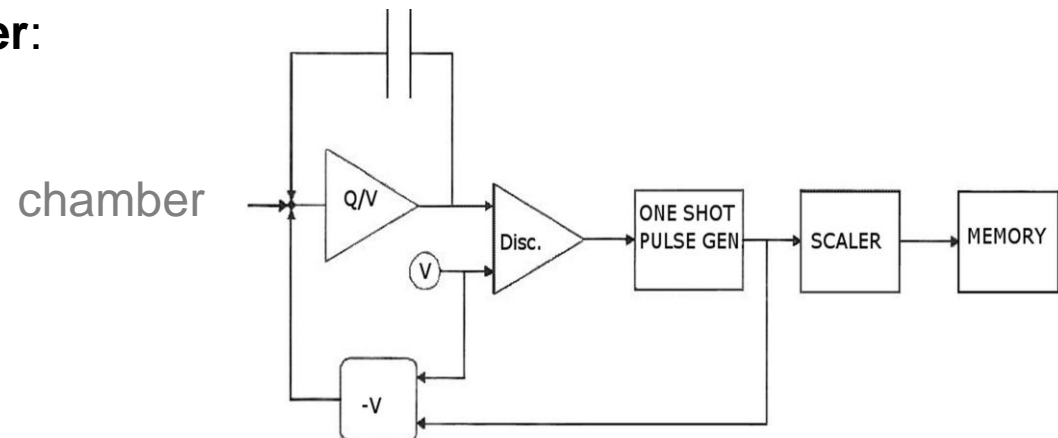 er:
chamber
Q/V
V
Disc.
ONE SHOT
PULSE GEN
SCALER
MEMORY
-V